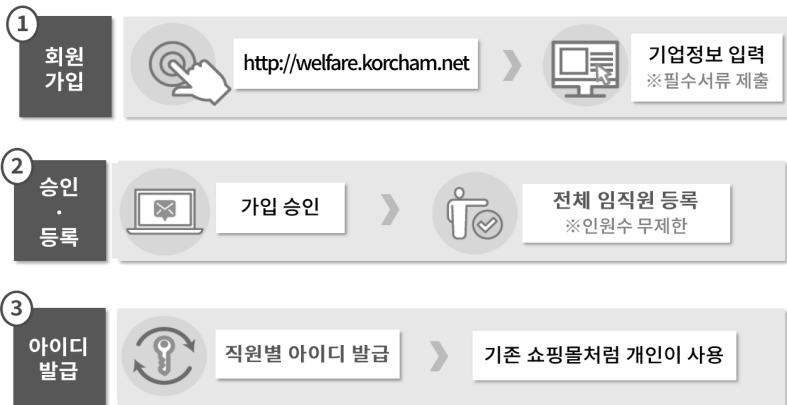 1
회원
가입
http://welfare.korcham.net
기업정보 입력
※필수서류 제출
2
승인
·
등록
가입 승인
전체 임직원 등록
※인원수 무제한
3
아이디
발급
직원별 아이디 발급
기존 쇼핑몰처럼 개인이 사용